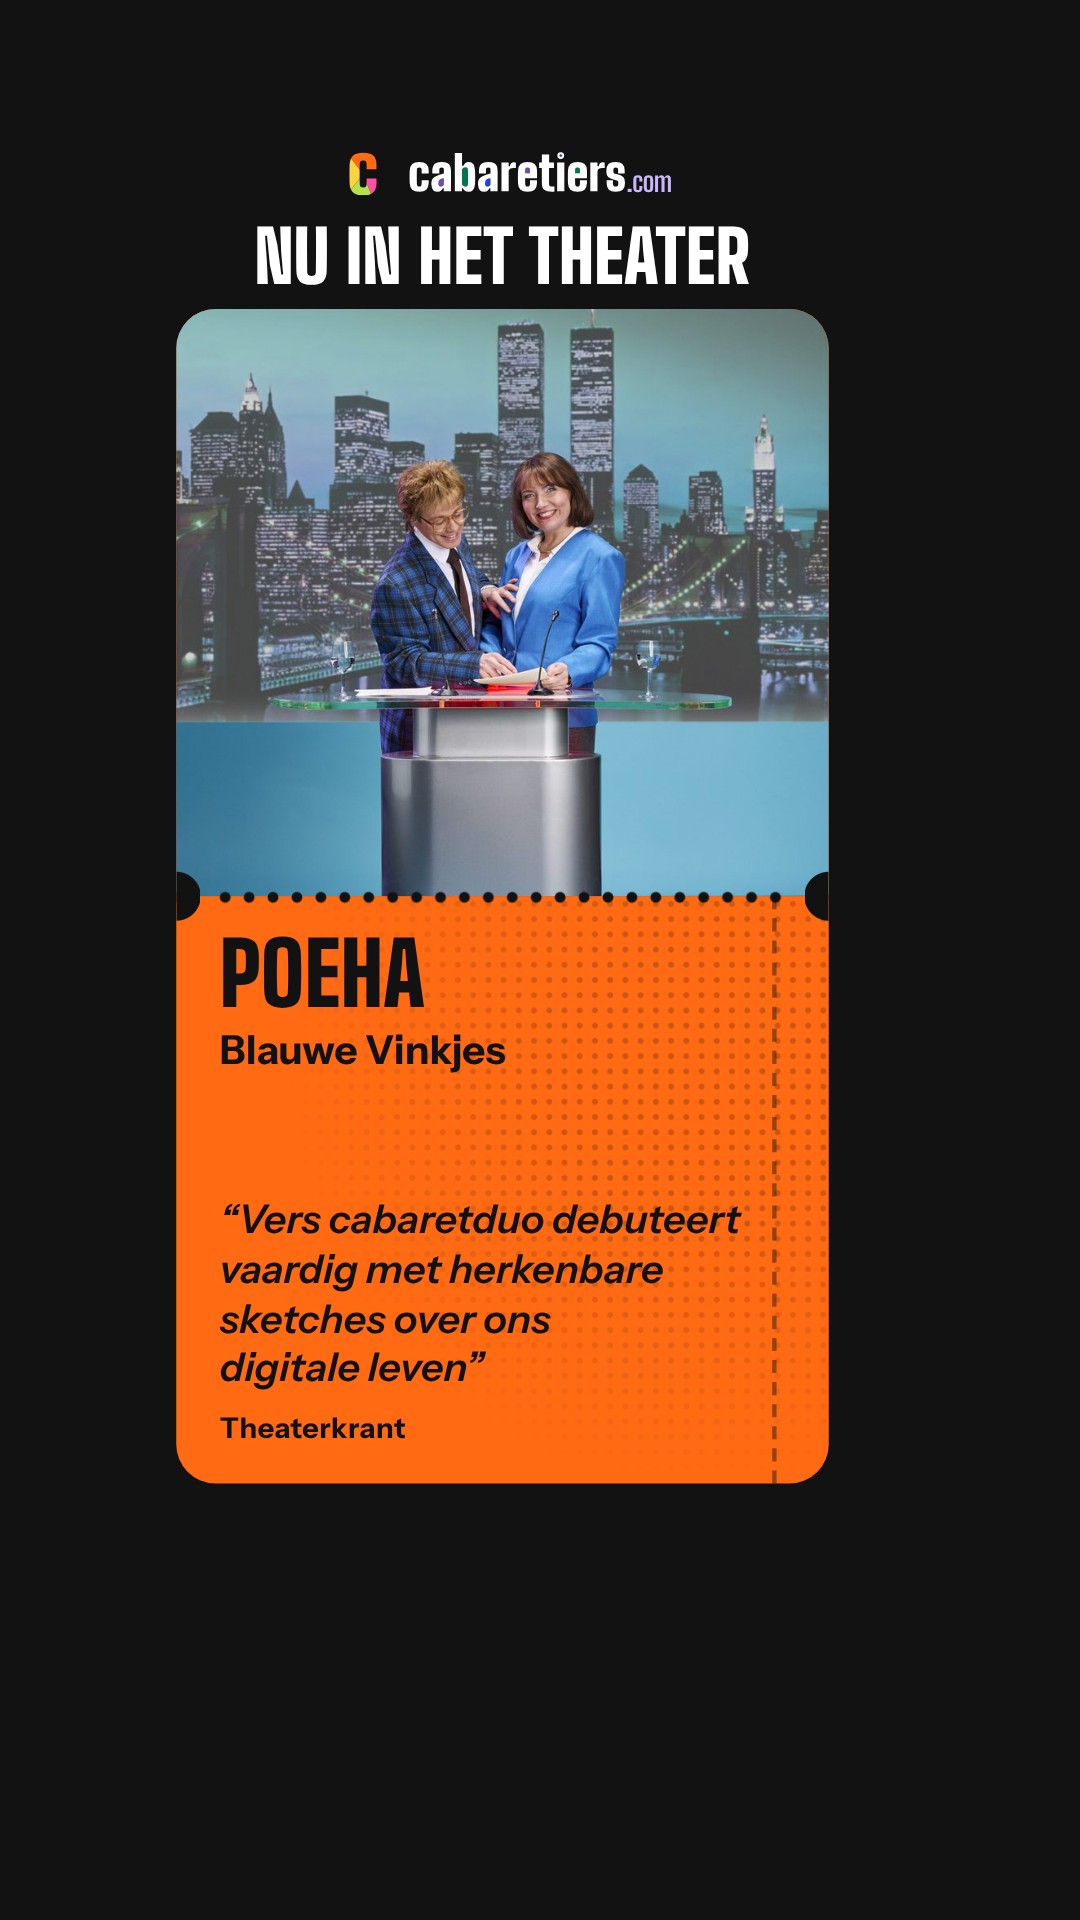 C cabaretiers.com
NU IN HET THEATER
POEHA
Blauwe Vinkjes
“Vers cabaretduo debuteert
vaardig met herkenbare
sketches over ons
digitale leven”
Theaterkrant